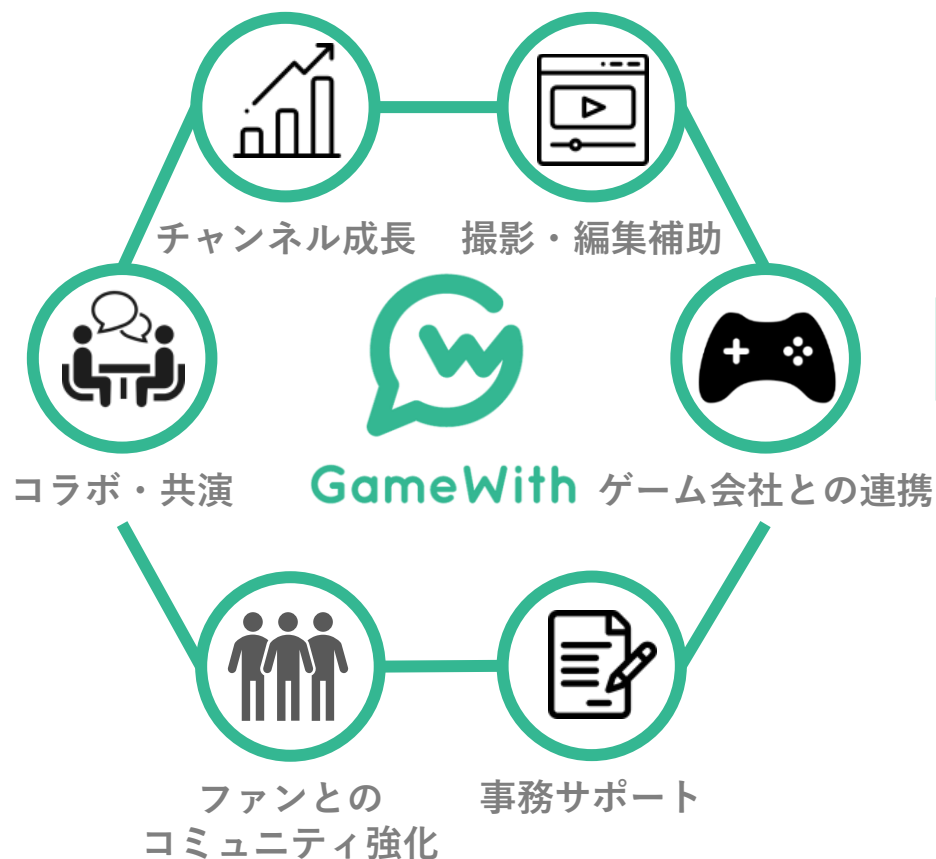 チャンネル成長
撮影・編集補助
コラボ・共演
GameWith
ゲーム会社との連携
ファンとの
コミュニティ強化
事務サポート